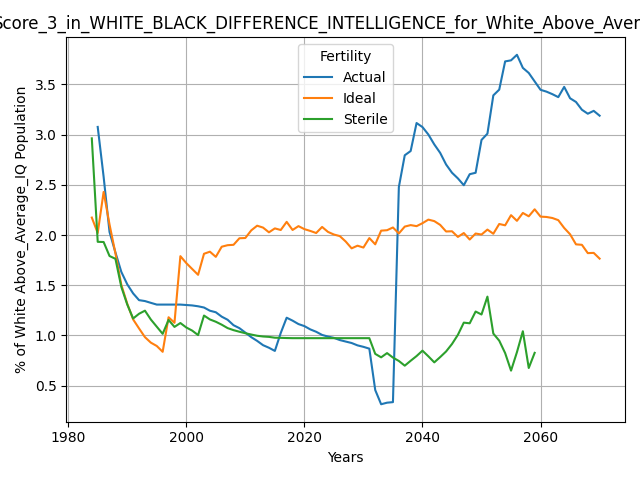 Score_3_in_WHITE_BLACK_DIFFERENCE_INTELLIGENCE_for_White_Above_Aver
Fertility
Actual
Ideal
Sterile
% of White Above_Average_IQ Population
3.5
3.0
2.5
2.0
1.5
1.0
0.5
1980
2000
2020
2040
2060
Years